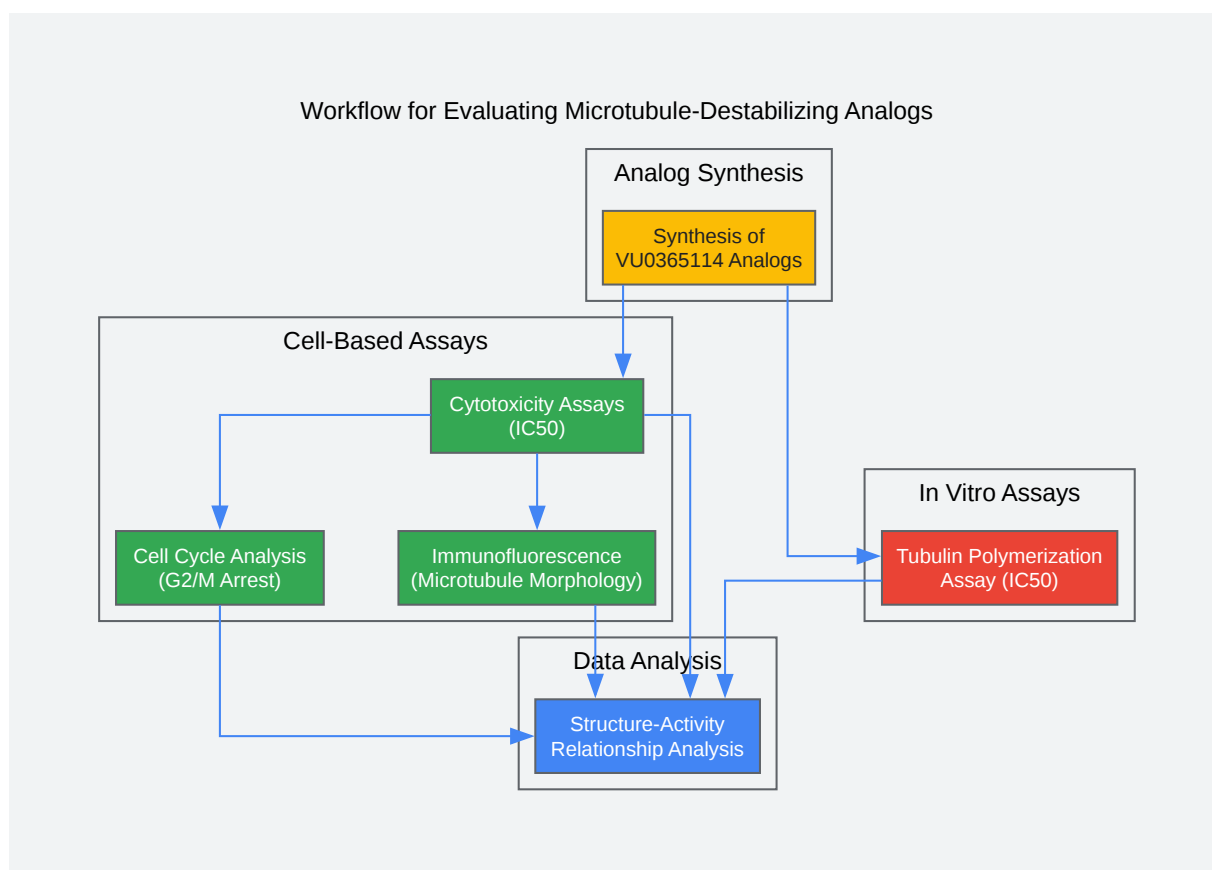 Workflow for Evaluating Microtubule-Destabilizing Analogs
Analog Synthesis
Synthesis of
VU0365114 Analogs
Cell-Based Assays
Cytotoxicity Assays
(IC50)
Cell Cycle Analysis
(G2/M Arrest)
Immunofluorescence
(Microtubule Morphology)
In Vitro Assays
Tubulin Polymerization
Assay (IC50)
Data Analysis
Structure-Activity
Relationship Analysis